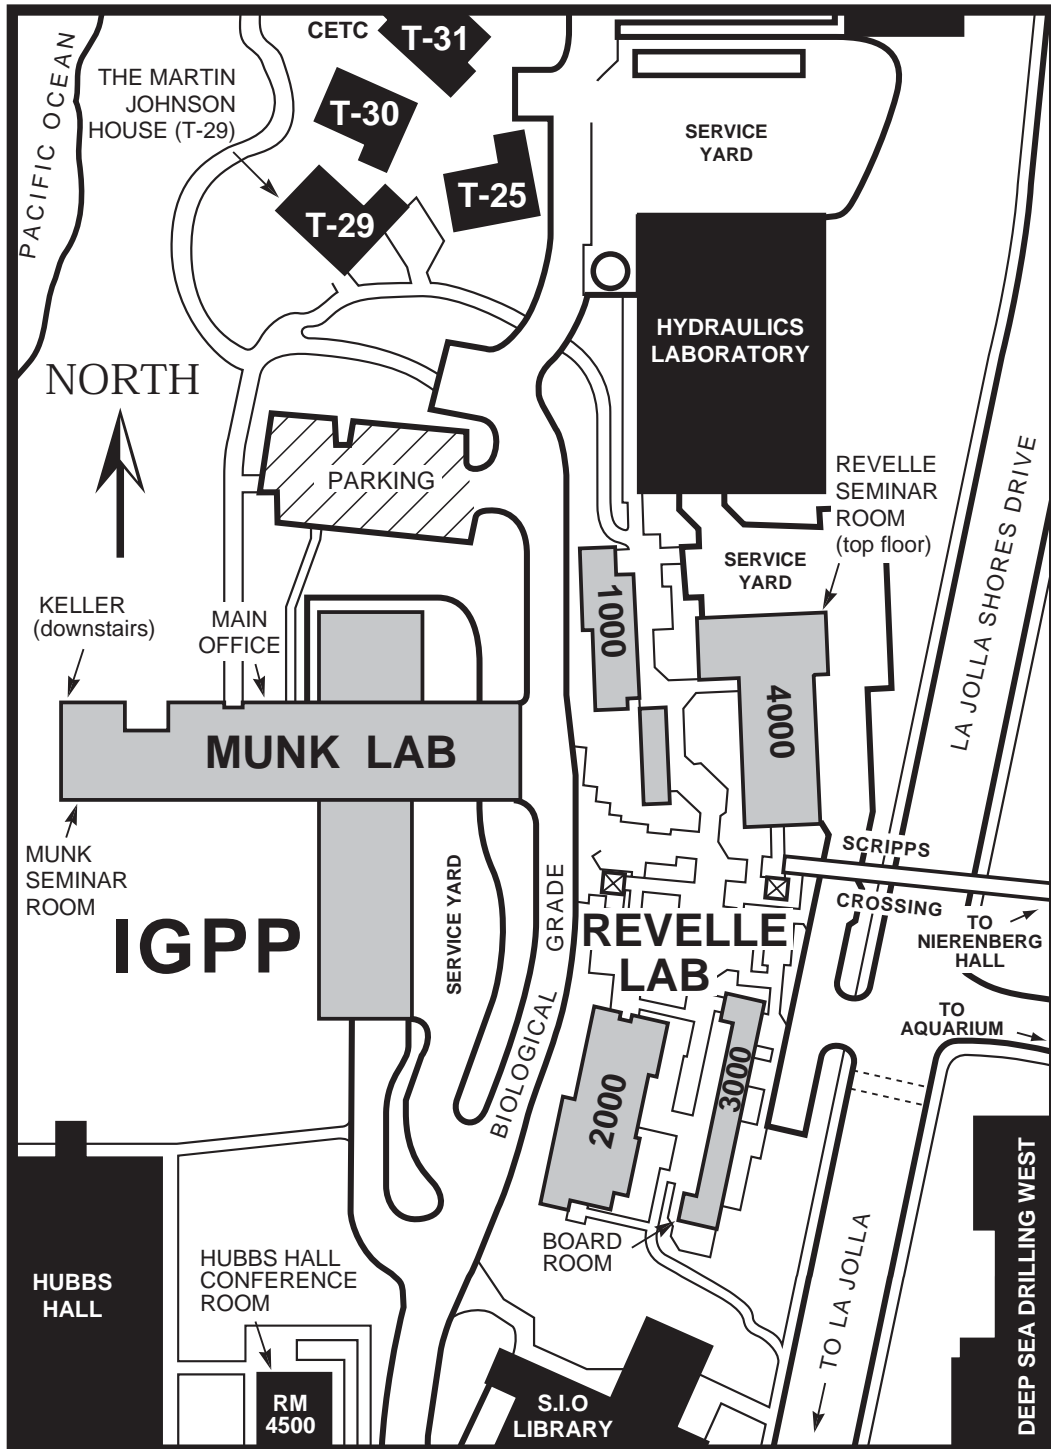 CETC
T-31
PACIFIC OCEAN
THE MARTIN
JOHNSON
HOUSE (T-29)
T-30
SERVICE
YARD
T-25
T-29
HYDRAULICS
LABORATORY
NORTH
PARKING
REVELLE
SEMINAR
ROOM
(top floor)
LA JOLLA SHORES DRIVE
SERVICE
YARD
KELLER
(downstairs)
MAIN
OFFICE
1000
4000
MUNK LAB
MUNK
SEMINAR
ROOM
SCRIPPS
CROSSING
SERVICE YARD
BIOLOGICAL GRADE
IGPP
REVELLE
LAB
TO
NIERENBERG
HALL
TO
AQUARIUM
2000
3000
BOARD
ROOM
HUBBS
HALL
HUBBS HALL
CONFERENCE
ROOM
RM
4500
S.I.O
LIBRARY
TO LA JOLLA
DEEP SEA DRILLING WEST